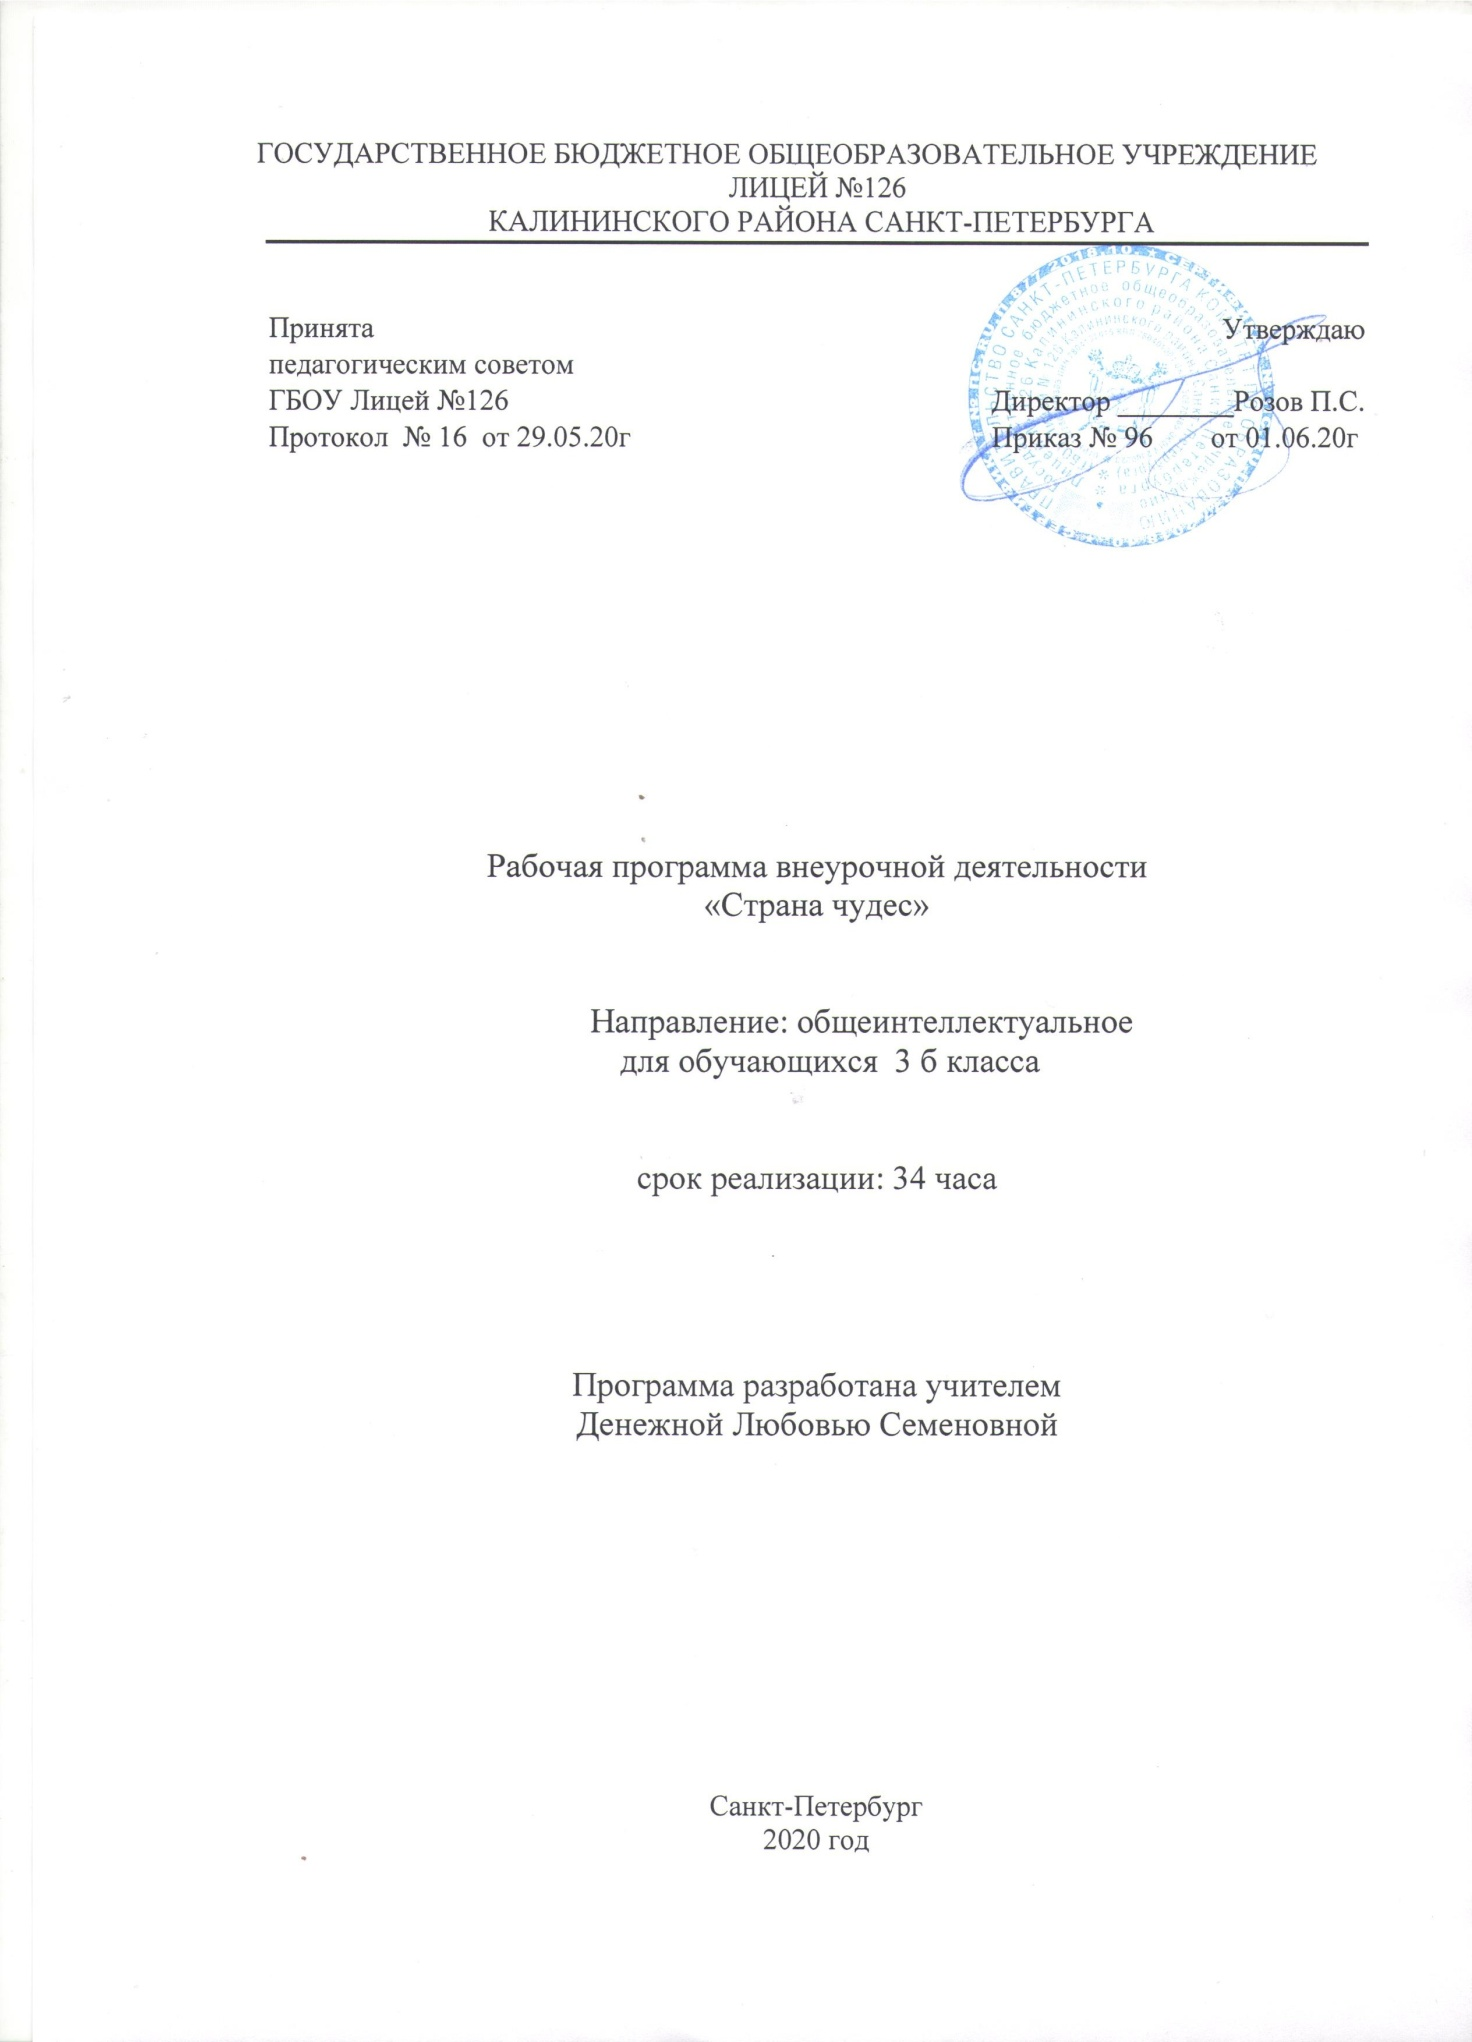 ГОСУДАРСТВЕННОЕ БЮДЖЕТНОЕ ОБЩЕОБРАЗОВАТЕЛЬНОЕ УЧРЕЖДЕНИЕ
ЛИЦЕЙ №126
КАЛИНИНСКОГО РАЙОНА САНКТ-ПЕТЕРБУРГА
Принята
педагогическим советом
ГБОУ Лицей №126
Протокол № 16 от 29.05.20г
Утверждаю
Директор ________Розов П.С.
Приказ № 96 от 01.06.20г
Рабочая программа внеурочной деятельности
«Страна чудес»
Направление: общеинтеллектуальное
для обучающихся 3 б класса
срок реализации: 34 часа
Программа разработана учителем
Денежной Любовью Семеновной
Санкт-Петербург
2020 год